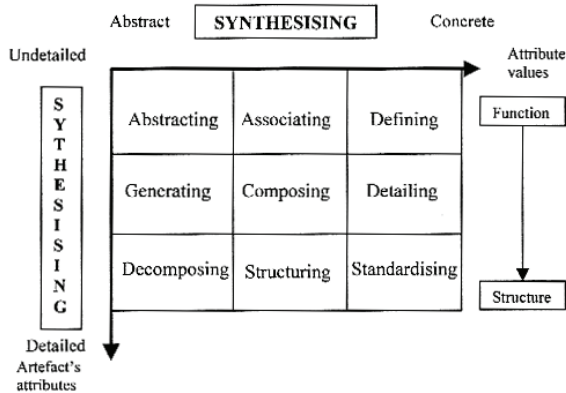 Abstract SYNTHESISING Concrete
Undetailed
Attribute
values
SYTHESISING
Abstracting Associating Defining
Function
Generating Composing Detailing
Decomposing Structuring Standardising
Structure
Detailed
Artefact's
attributes